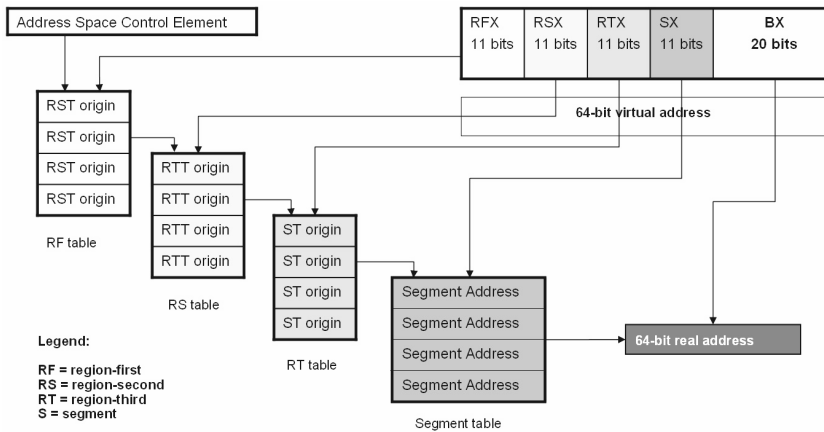 Address Space Control Element
RFX
11 bits
RSX
11 bits
RTX
11 bits
SX
11 bits
BX
20 bits
64-bit virtual address
RST origin
RST origin
RST origin
RST origin
RF table
RTT origin
RTT origin
RTT origin
RTT origin
RS table
ST origin
ST origin
ST origin
ST origin
RT table
Segment Address
Segment Address
Segment Address
Segment Address
Segment table
64-bit real address
Legend:
RF = region-first
RS = region-second
RT = region-third
S = segment